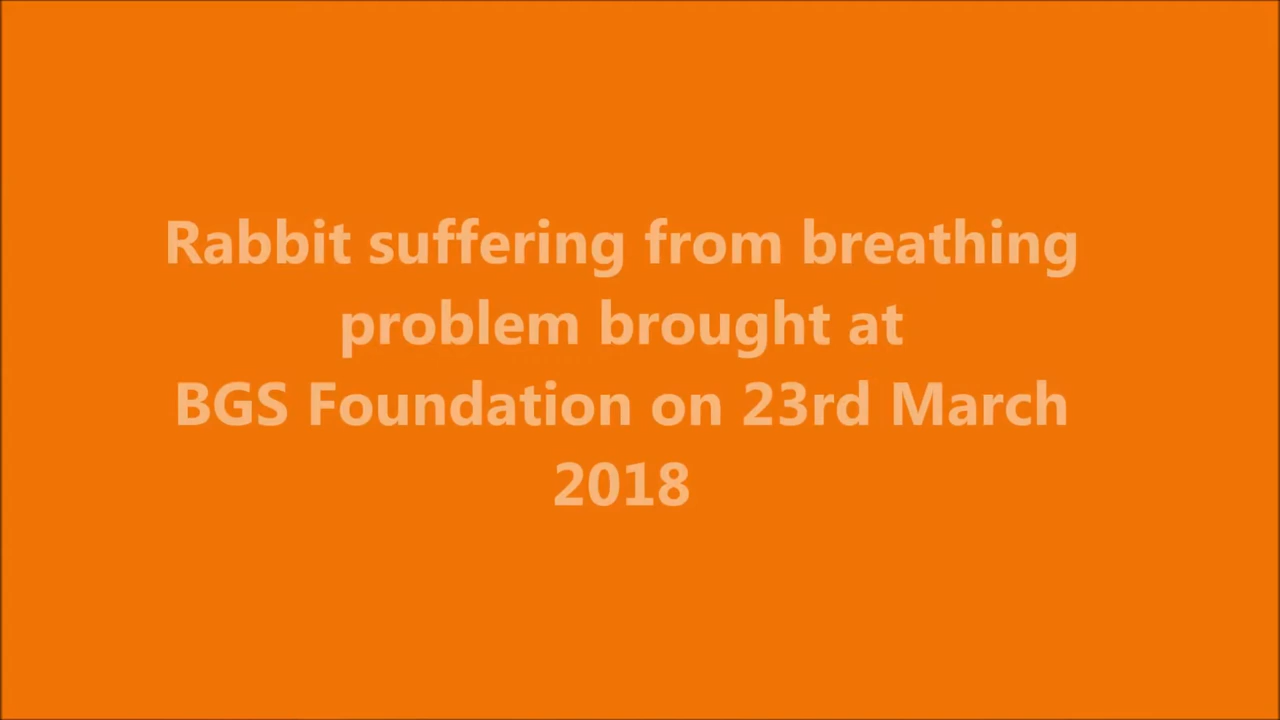 Rabbit suffering from breathing
problem brought at
BGS Foundation on 23rd March
2018